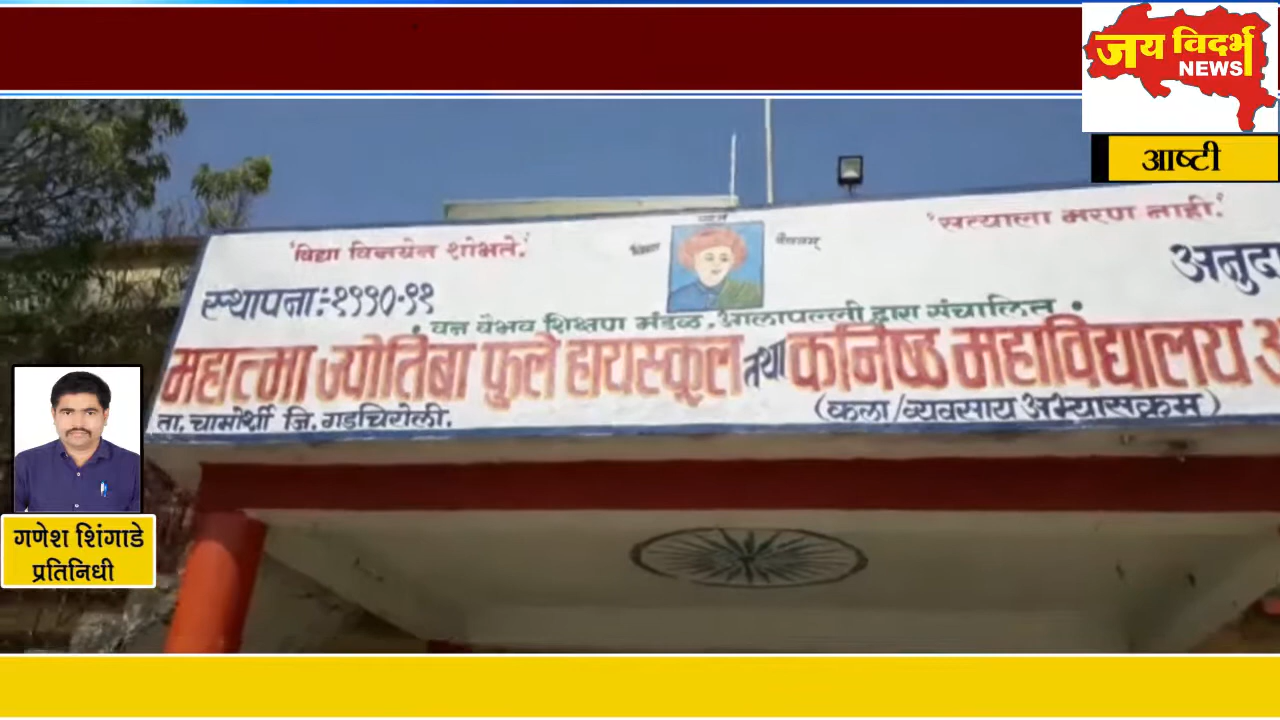 जय विदर्भ
NEWS
आष्टी
'विद्या विनयेन शोभते.'
'सत्याला मरण नाही.'
विद्या
स्थापना:-१९९०-९१
अनुदा
• वन वैभव शिक्षण मंडळ, आलापल्ली द्वारा संचालित •
महात्मा ज्योतिबा फुले हायस्कूल तथा कनिष्ठ महाविद्यालय
ता. चामोर्शी जि. गडचिरोली.
(कला/व्यवसाय अभ्यासक्रम)
गणेश शिंगाडे
प्रतिनिधी